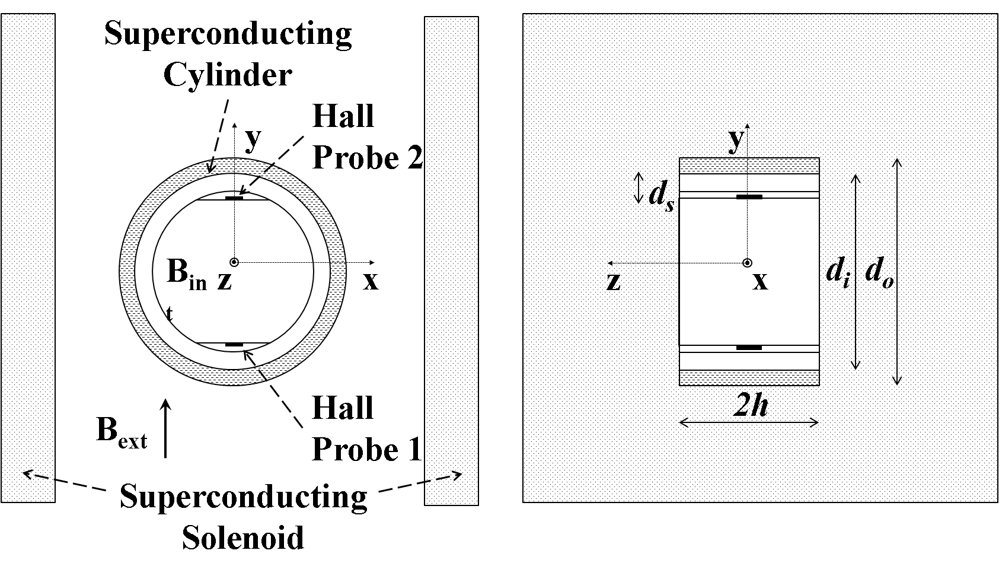 Superconducting
Cylinder
Hall
Probe 2
y
B_in
t
z
x
B_ext
Hall
Probe 1
Superconducting
Solenoid
y
d_s
z
x
d_i
d_o
2h